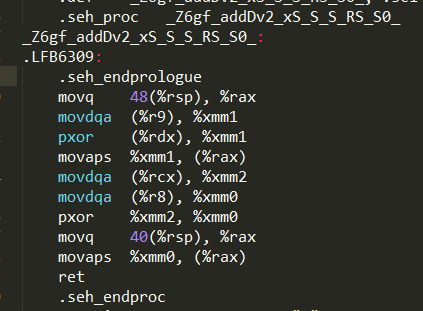 .seh_proc _Z6gf_addDv2_xS_S_S_RS_S0_
_Z6gf_addDv2_xS_S_S_RS_S0_:
.LFB6309:
.seh_endprologue
movq 48(%rsp), %rax
movdqa (%r9), %xmm1
pxor (%rdx), %xmm1
movaps %xmm1, (%rax)
movdqa (%rcx), %xmm2
movdqa (%r8), %xmm0
pxor %xmm2, %xmm0
movq 40(%rsp), %rax
movaps %xmm0, (%rax)
ret
.seh_endproc